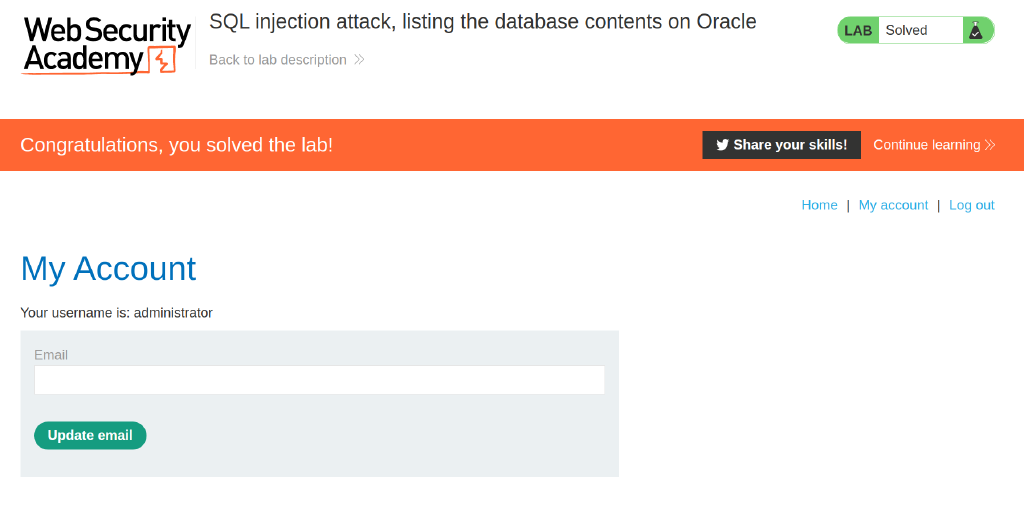 Web Security
Academy
SQL injection attack, listing the database contents on Oracle
Back to lab description
LAB Solved
Congratulations, you solved the lab!
Share your skills!
Continue learning
Home | My account | Log out
My Account
Your username is: administrator
Email
Update email